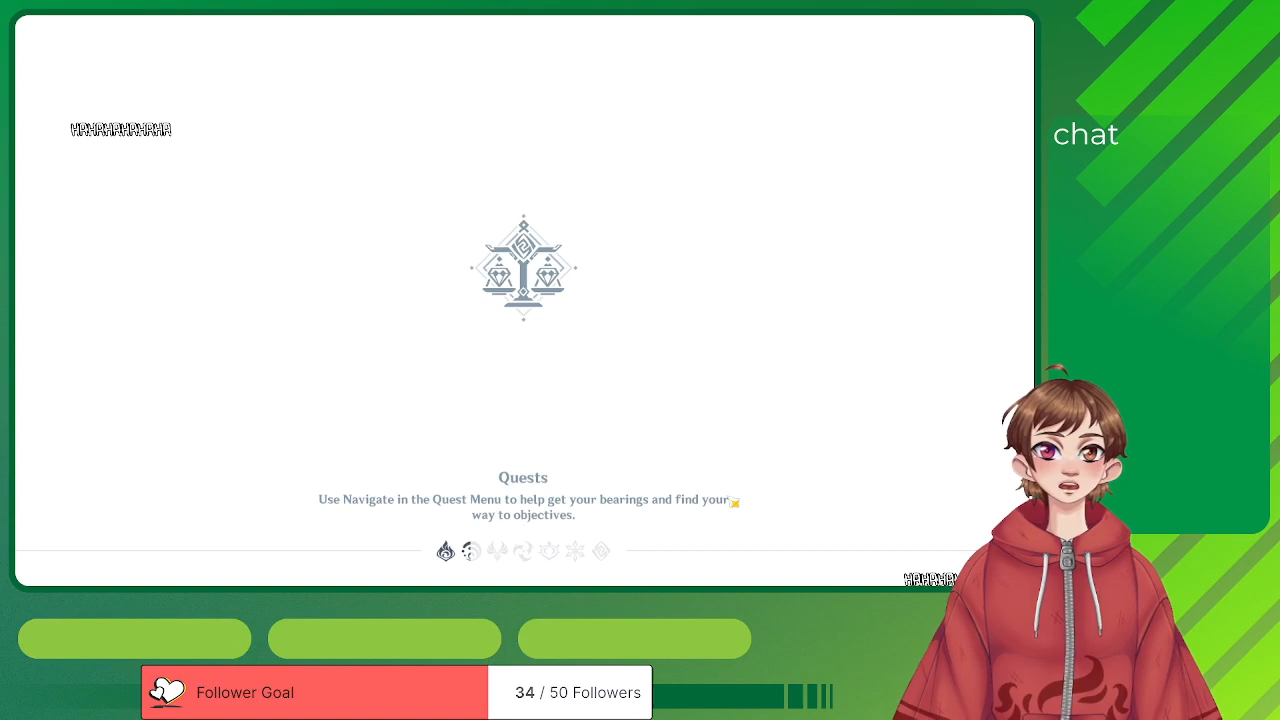 HAHAHAHAHAHA
chat
Quests
Use Navigate in the Quest Menu to help get your bearings and find your
way to objectives.
Follower Goal
34 / 50 Followers